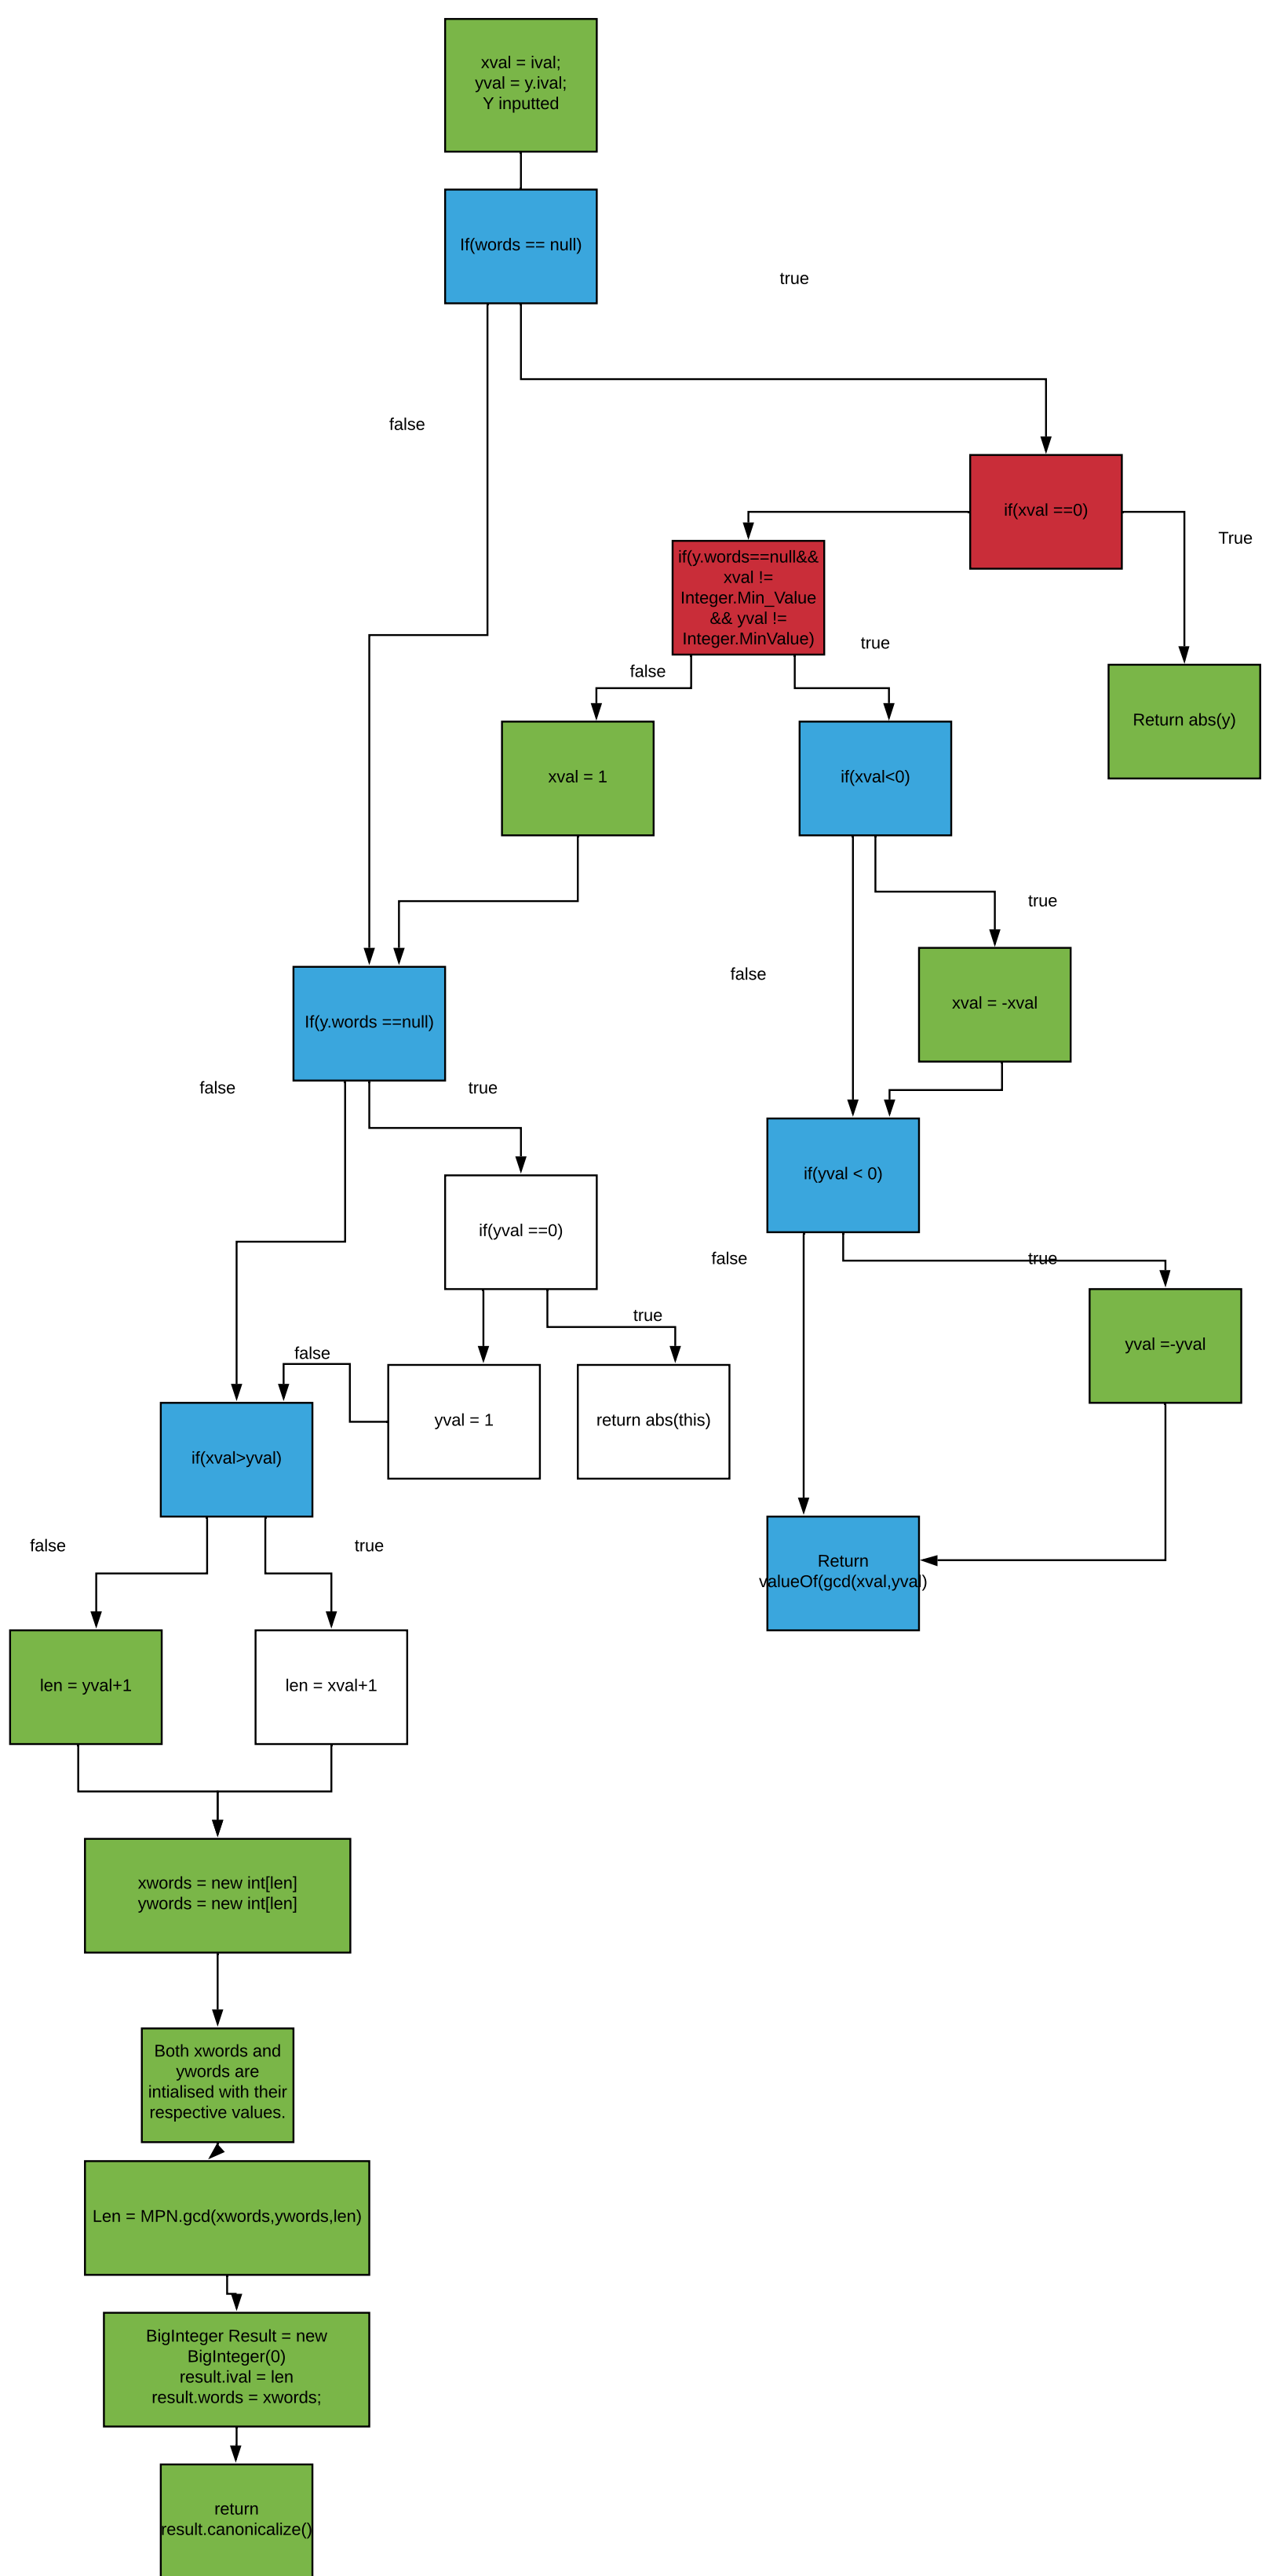 xval = ival;
yval = y.ival;
Y inputted
If(words == null)
true
false
if(xval ==0)
True
if(y.words==null&&
xval !=
Integer.Min_Value
&& yval !=
Integer.MinValue)
true
false
Return abs(y)
xval = 1
if(xval<0)
true
false
xval = -xval
If(y.words ==null)
false
true
if(yval < 0)
if(yval ==0)
false
true
true
yval =-yval
false
yval = 1
return abs(this)
if(xval>yval)
false
true
Return
valueOf(gcd(xval,yval)
len = yval+1
len = xval+1
xwords = new int[len]
ywords = new int[len]
Both xwords and
ywords are
intialised with their
respective values.
Len = MPN.gcd(xwords,ywords,len)
BigInteger Result = new
BigInteger(0)
result.ival = len
result.words = xwords;
return
result.canonicalize()